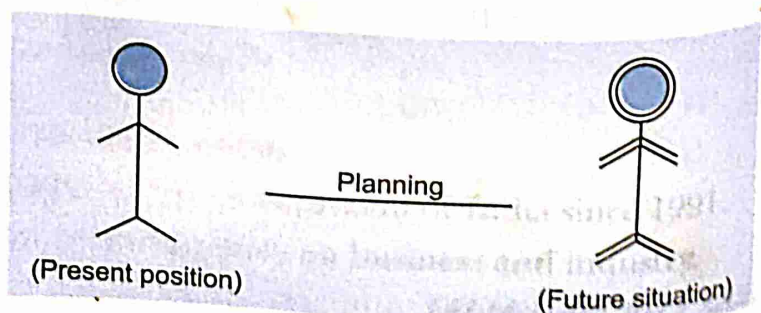 Planning
(Present position)
(Future situation)